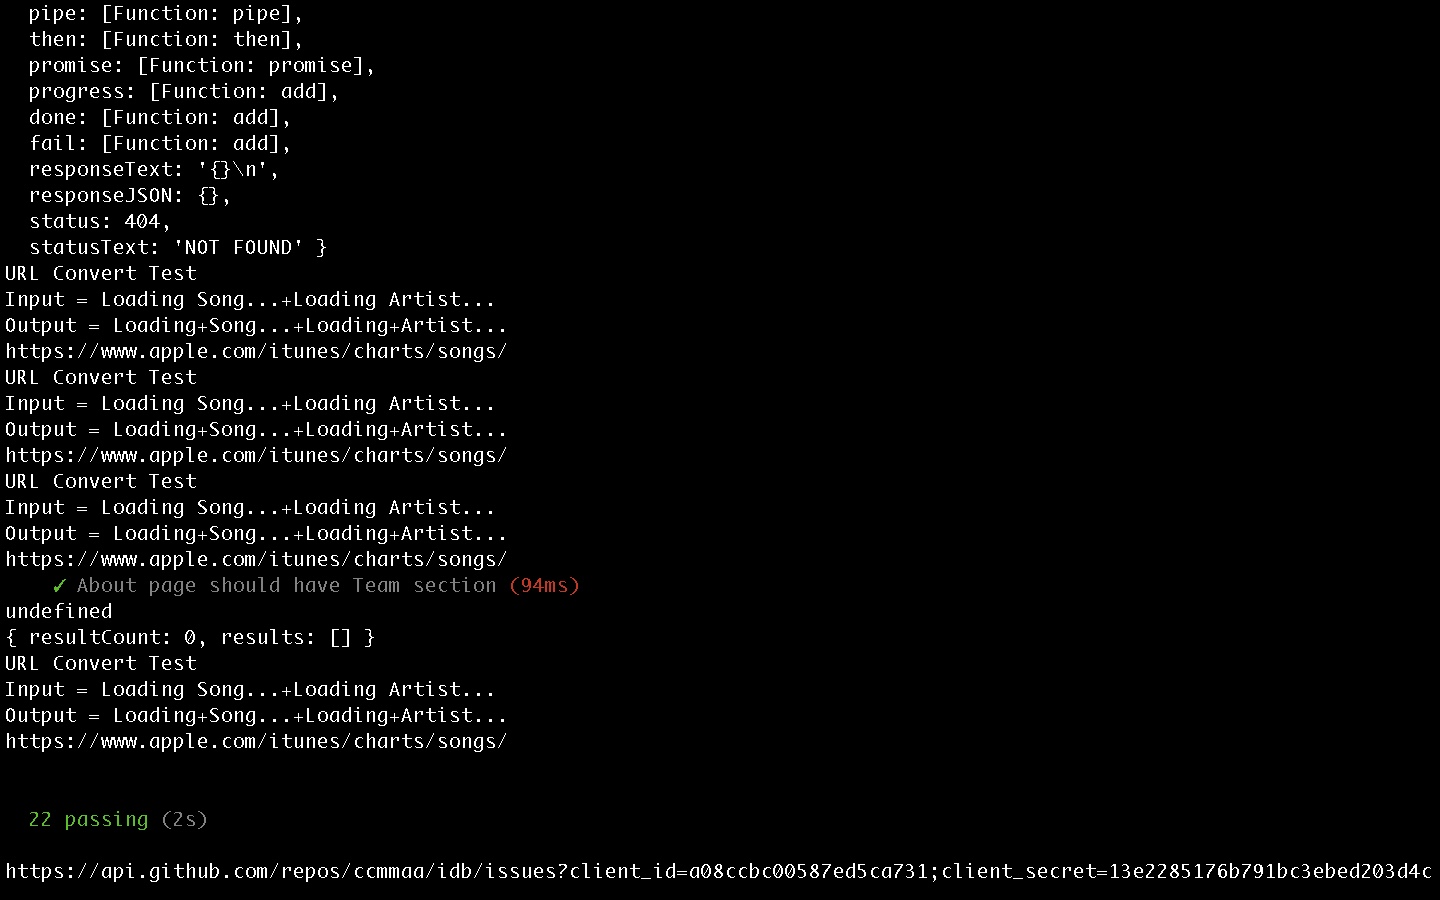 pipe: [Function: pipe],
then: [Function: then],
promise: [Function: promise],
progress: [Function: add],
done: [Function: add],
fail: [Function: add],
responseText: '{}\n',
responseJSON: {},
status: 404,
statusText: 'NOT FOUND' }
URL Convert Test
Input = Loading Song...+Loading Artist...
Output = Loading+Song...+Loading+Artist...
https://www.apple.com/itunes/charts/songs/
URL Convert Test
Input = Loading Song...+Loading Artist...
Output = Loading+Song...+Loading+Artist...
https://www.apple.com/itunes/charts/songs/
URL Convert Test
Input = Loading Song...+Loading Artist...
Output = Loading+Song...+Loading+Artist...
https://www.apple.com/itunes/charts/songs/
✓ About page should have Team section (94ms)
undefined
{ resultCount: 0, results: [] }
URL Convert Test
Input = Loading Song...+Loading Artist...
Output = Loading+Song...+Loading+Artist...
https://www.apple.com/itunes/charts/songs/
22 passing (2s)
https://api.github.com/repos/ccmmaa/idb/issues?client_id=a08ccbc00587ed5ca731;client_secret=13e2285176b791bc3ebed203d4c